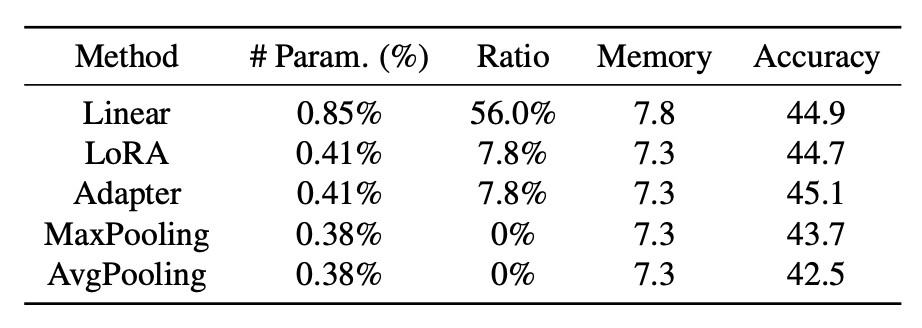 Method # Param. (%) Ratio Memory Accuracy
Linear 0.85% 56.0% 7.8 44.9
LoRA 0.41% 7.8% 7.3 44.7
Adapter 0.41% 7.8% 7.3 45.1
MaxPooling 0.38% 0% 7.3 43.7
AvgPooling 0.38% 0% 7.3 42.5